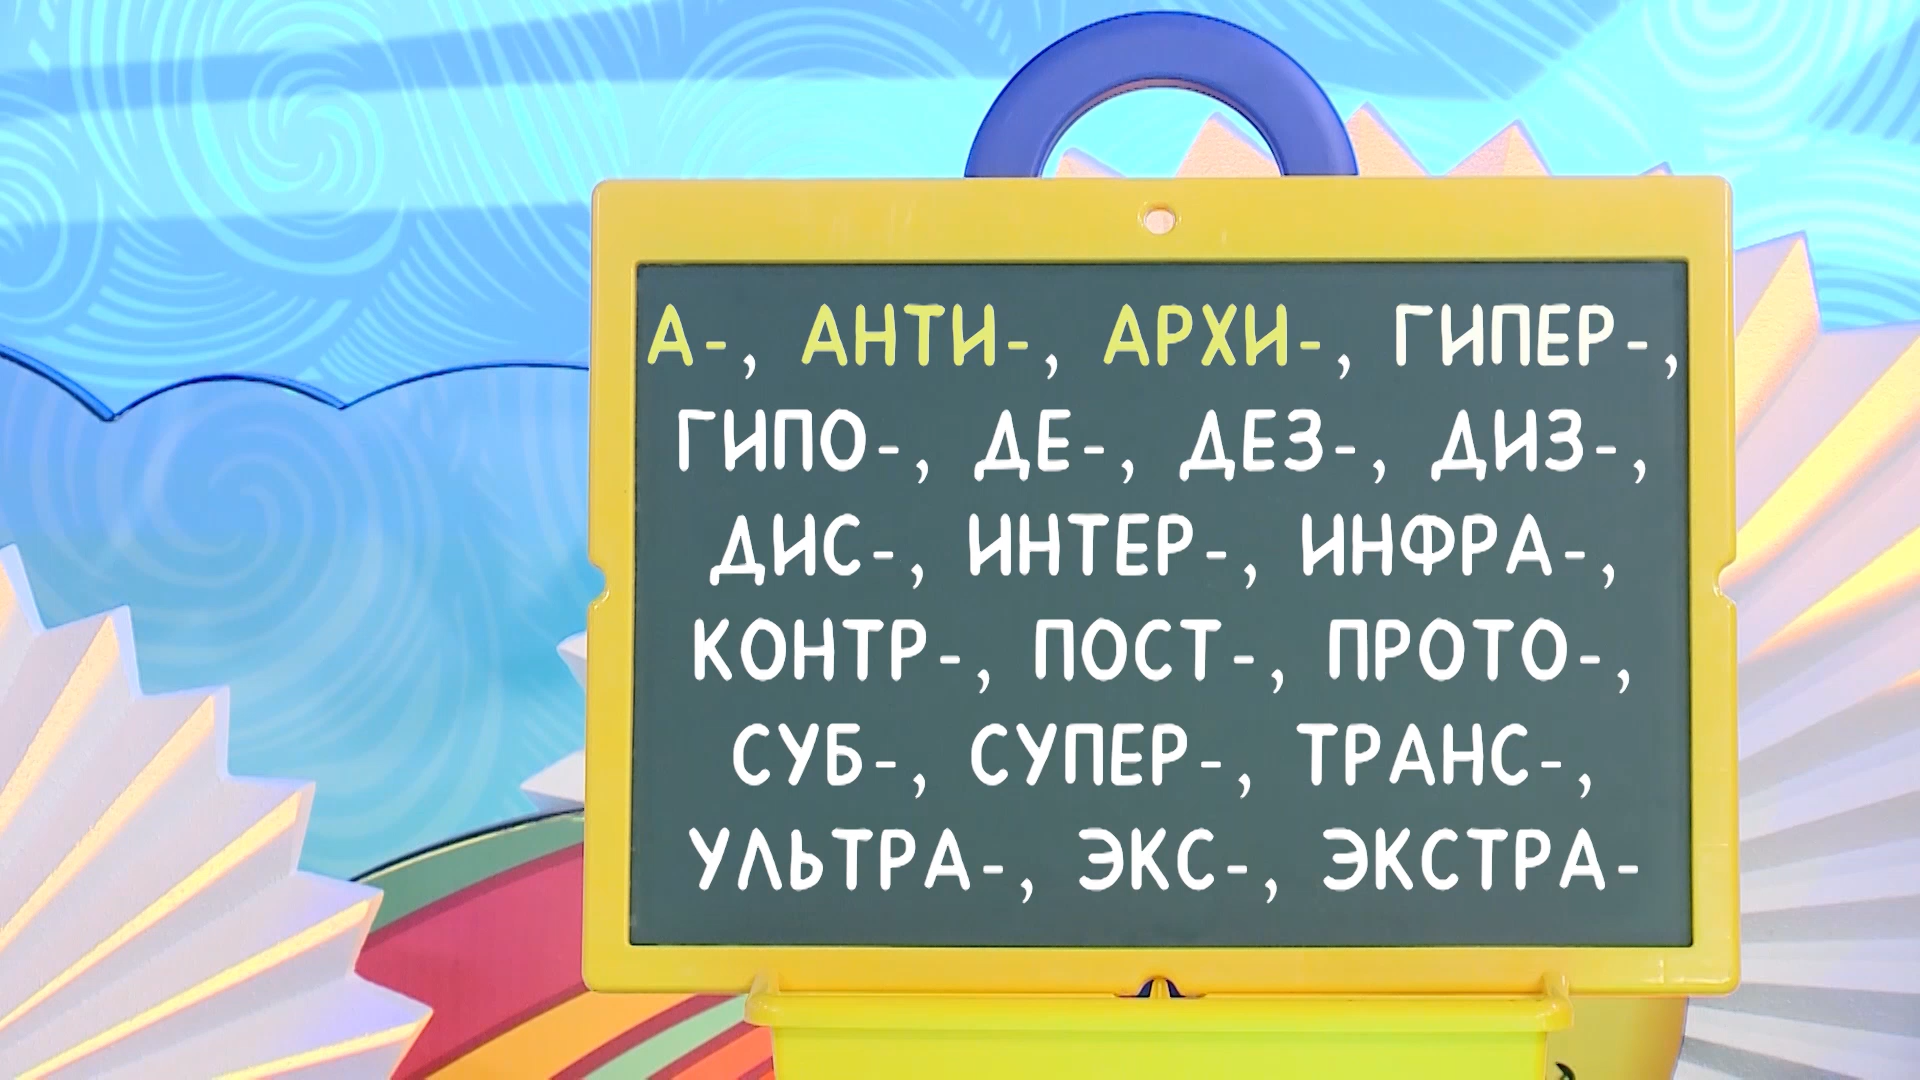 А-, АНТИ-, АРХИ-, ГИПЕР-,
ГИПО-, ДЕ-, ДЕЗ-, ДИЗ-,
ДИС-, ИНТЕР-, ИНФРА-,
КОНТР-, ПОСТ-, ПРОТО-,
СУБ-, СУПЕР-, ТРАНС-,
УЛЬТРА-, ЭКС-, ЭКСТРА-